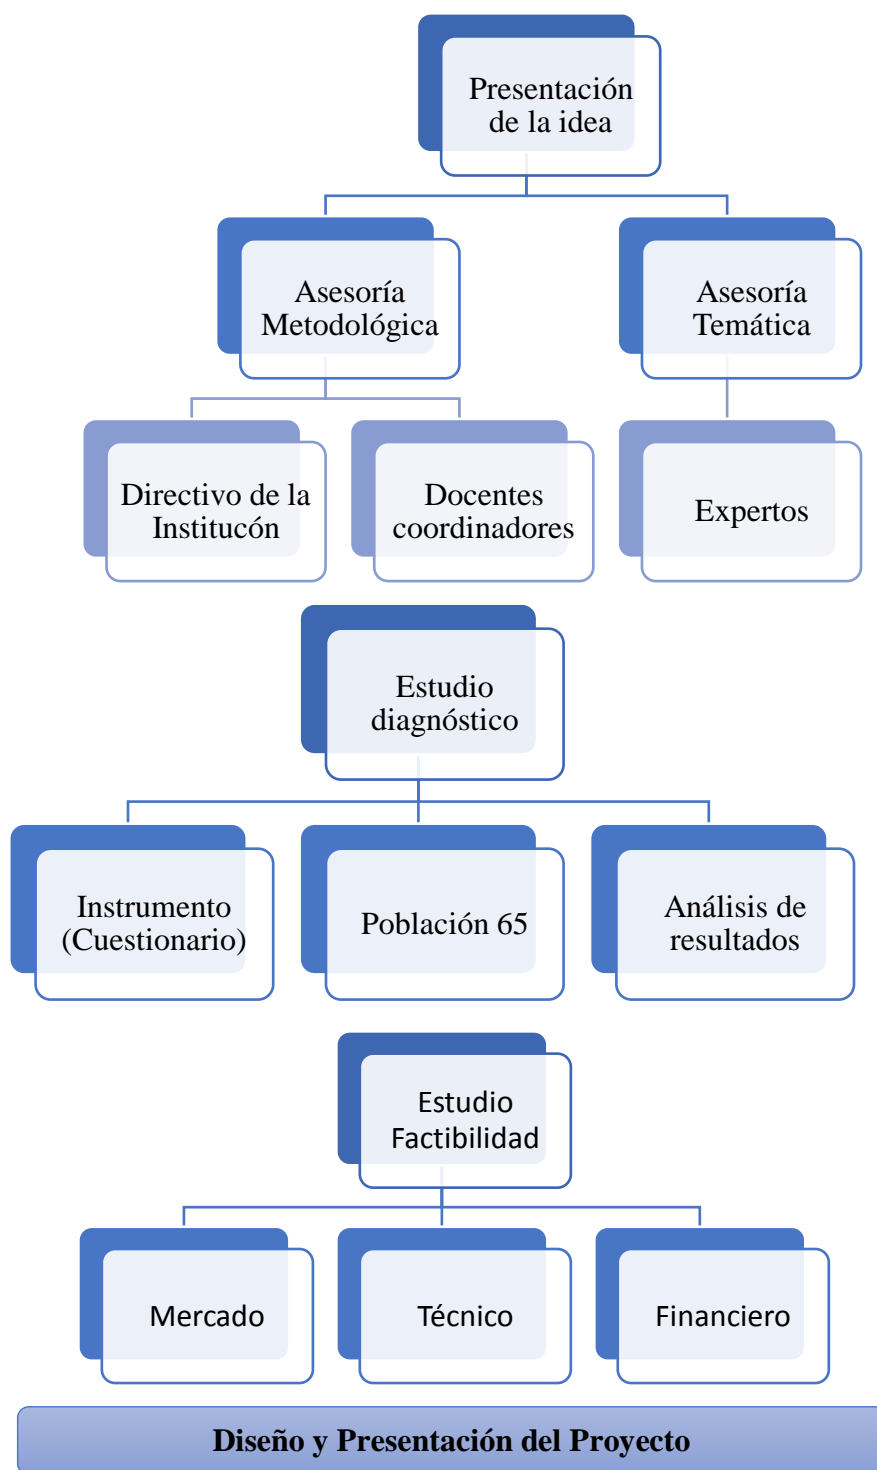 Presentación
de la idea
Asesoría
Metodológica
Asesoría
Temática
Directivo de la
Institucón
Docentes
coordinadores
Expertos
Estudio
diagnóstico
Instrumento
(Cuestionario)
Población 65
Análisis de
resultados
Estudio
Factibilidad
Mercado
Técnico
Financiero
Diseño y Presentación del Proyecto